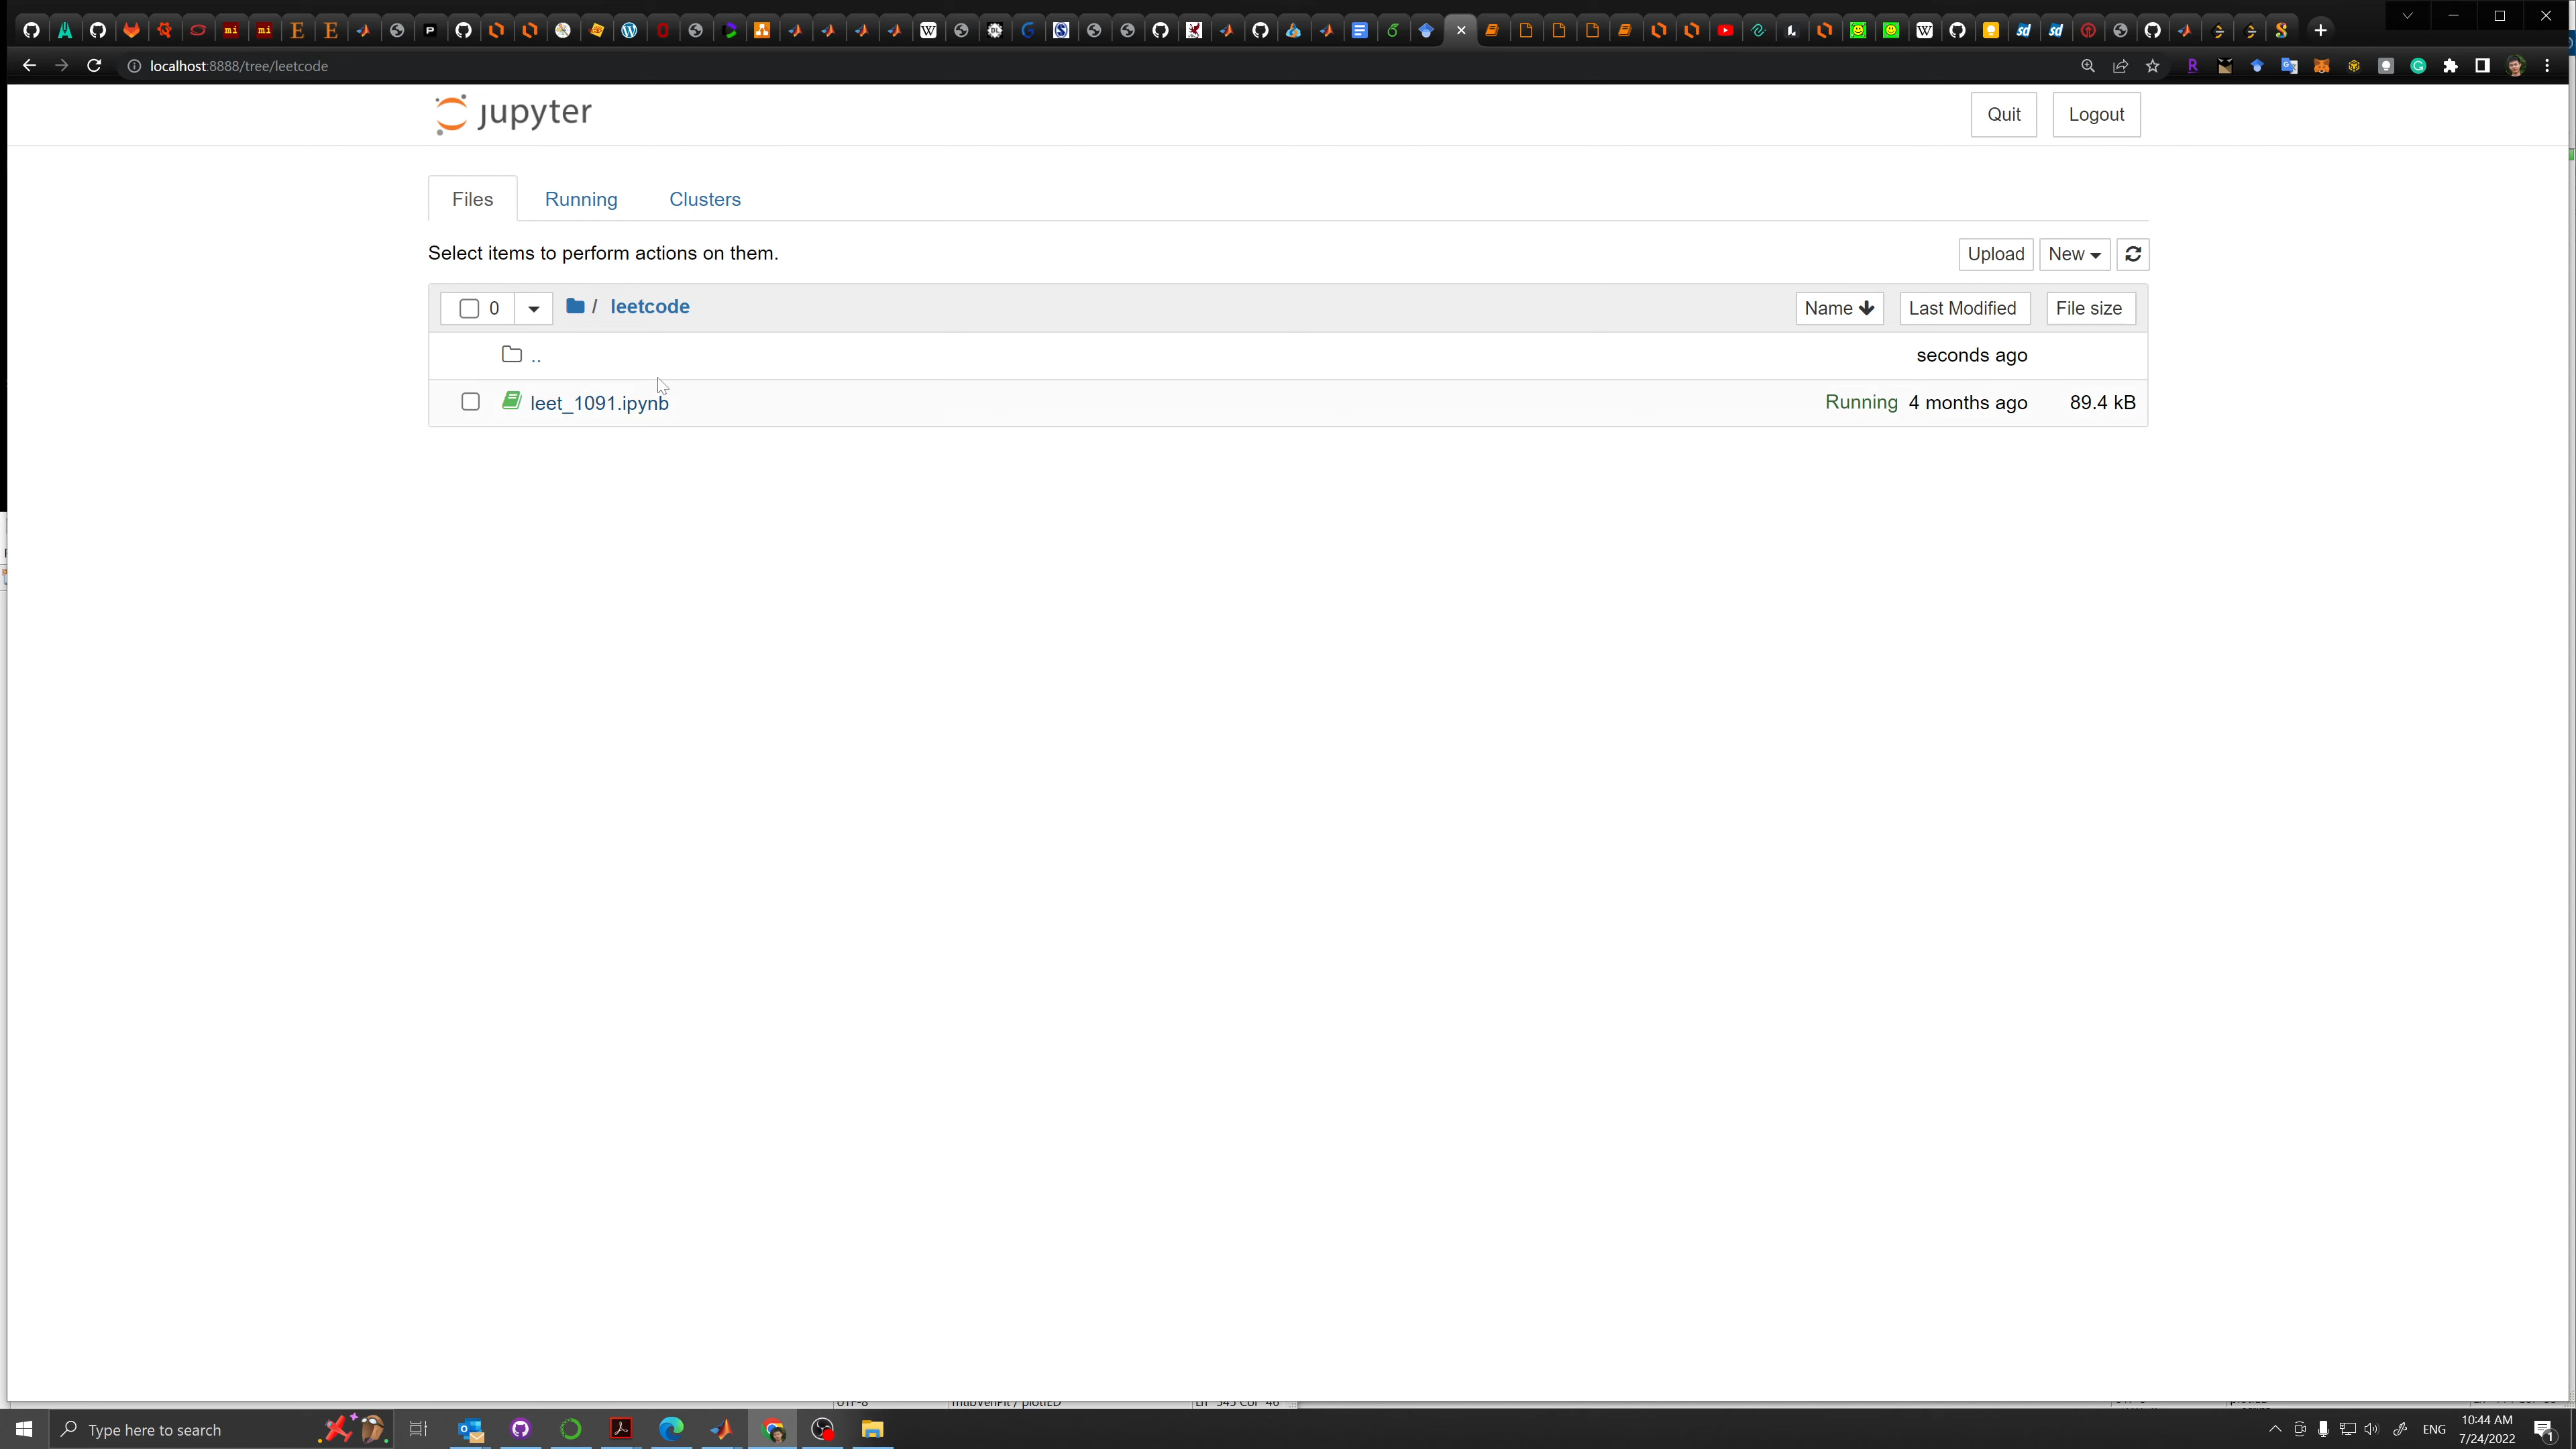 localhost:8888/tree/leetcode
jupyter
Quit
Logout
Files
Running
Clusters
Select items to perform actions on them.
Upload
New
0
/ leetcode
Name
Last Modified
File size
..
seconds ago
leet_1091.ipynb
Running 4 months ago 89.4 kB
Type here to search
ENG
10:44 AM
7/24/2022
1